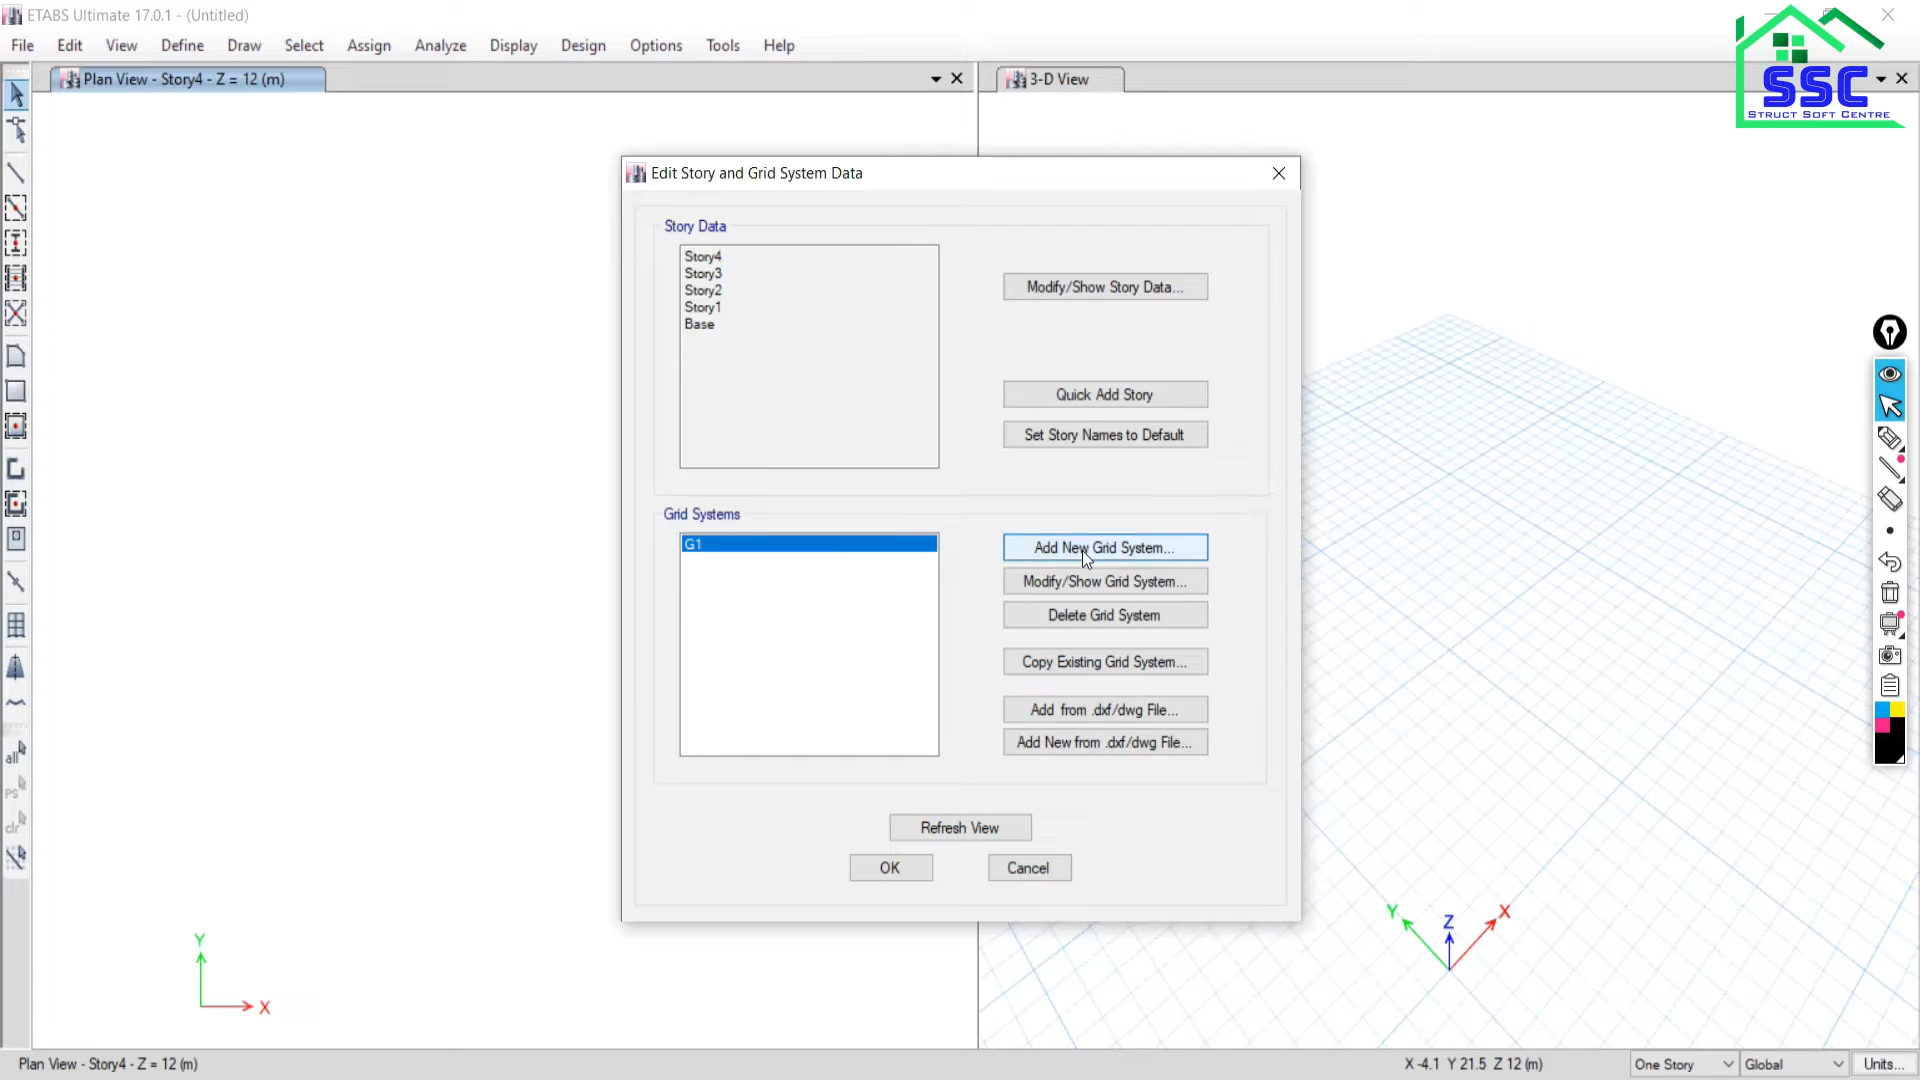 ETABS Ultimate 17.0.1 - (Untitled)
File Edit View Define Draw Select Assign Analyze Display Design Options Tools Help
Plan View - Story4 - Z = 12 (m)
3-D View
SSC
STRUCT SOFT CENTRE
Edit Story and Grid System Data
Story Data
Story4
Story3
Story2
Story1
Base
Modify/Show Story Data...
Quick Add Story
Set Story Names to Default
Grid Systems
G1
Add New Grid System...
Modify/Show Grid System...
Delete Grid System
Copy Existing Grid System...
Add from .dxf/dwg File...
Add New from .dxf/dwg File...
Refresh View
OK
Cancel
all
PS
clr
Y
X
Y
Z
X
Plan View - Story4 - Z = 12 (m)
X -4.1 Y 21.5 Z 12 (m)
One Story
Global
Units...